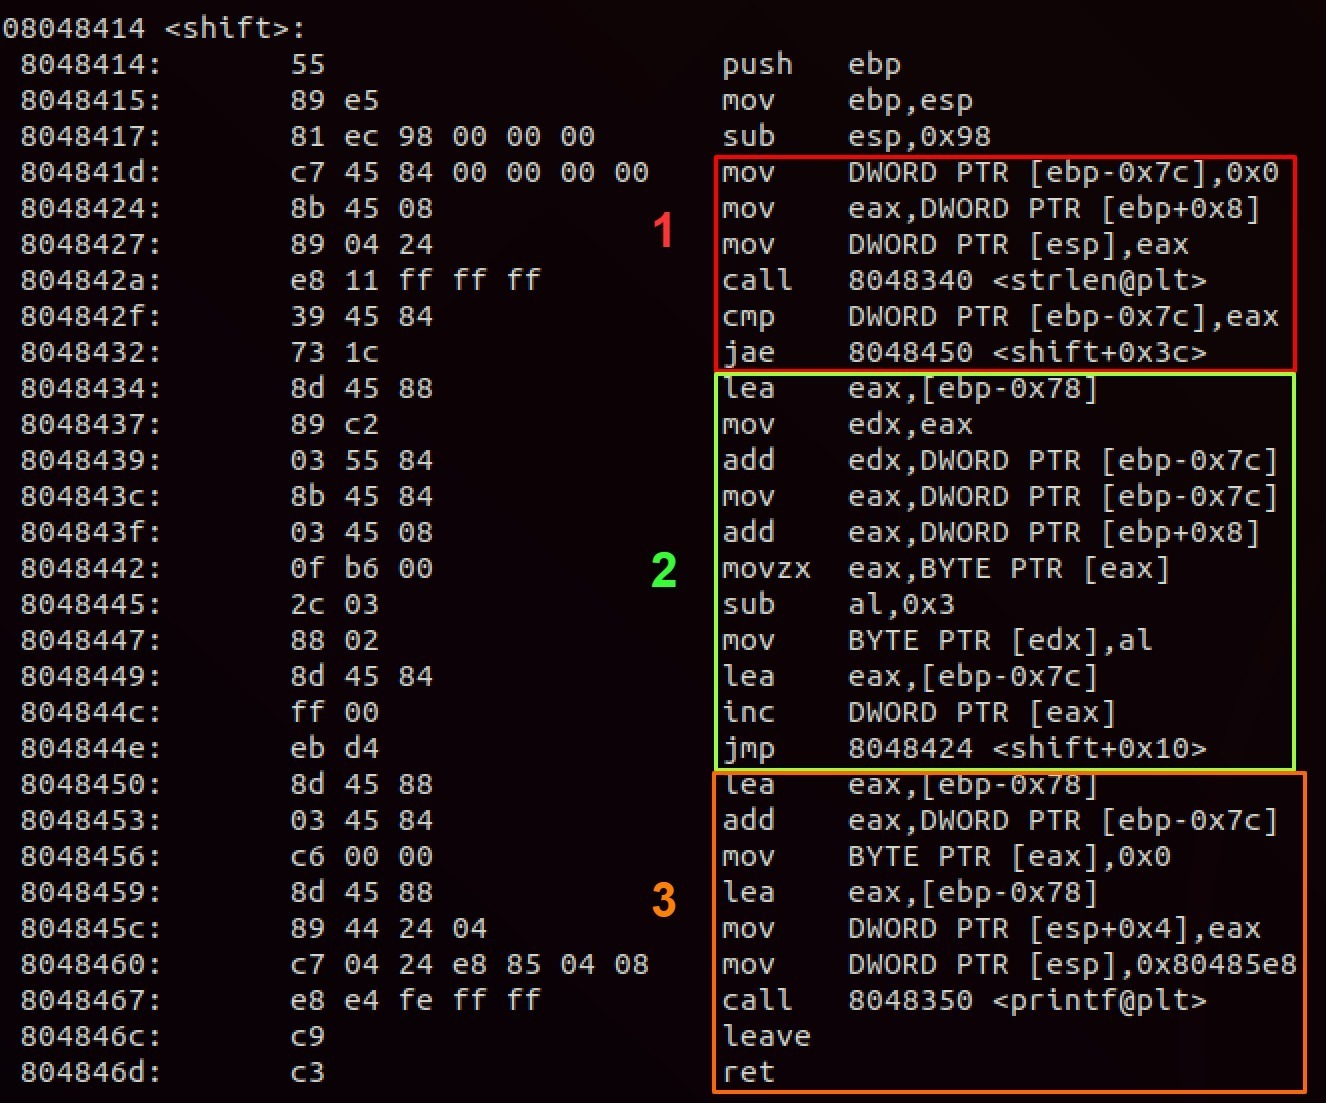 08048414 <shift>:
8048414: 55 push ebp
8048415: 89 e5 mov ebp,esp
8048417: 81 ec 98 00 00 00 sub esp,0x98
804841d: c7 45 84 00 00 00 00 mov DWORD PTR [ebp-0x7c],0x0
8048424: 8b 45 08 mov eax,DWORD PTR [ebp+0x8]
1
8048427: 89 04 24 mov DWORD PTR [esp],eax
804842a: e8 11 ff ff ff call 8048340 <strlen@plt>
804842f: 39 45 84 cmp DWORD PTR [ebp-0x7c],eax
8048432: 73 1c jae 8048450 <shift+0x3c>
8048434: 8d 45 88 lea eax,[ebp-0x78]
8048437: 89 c2 mov edx,eax
8048439: 03 55 84 add edx,DWORD PTR [ebp-0x7c]
804843c: 8b 45 84 mov eax,DWORD PTR [ebp-0x7c]
804843f: 03 45 08 add eax,DWORD PTR [ebp+0x8]
8048442: 0f b6 00 movzx eax,BYTE PTR [eax]
2
8048445: 2c 03 sub al,0x3
8048447: 88 02 mov BYTE PTR [edx],al
8048449: 8d 45 84 lea eax,[ebp-0x7c]
804844c: ff 00 inc DWORD PTR [eax]
804844e: eb d4 jmp 8048424 <shift+0x10>
8048450: 8d 45 88 lea eax,[ebp-0x78]
8048453: 03 45 84 add eax,DWORD PTR [ebp-0x7c]
8048456: c6 00 00 mov BYTE PTR [eax],0x0
8048459: 8d 45 88 lea eax,[ebp-0x78]
3
804845c: 89 44 24 04 mov DWORD PTR [esp+0x4],eax
8048460: c7 04 24 e8 85 04 08 mov DWORD PTR [esp],0x80485e8
8048467: e8 e4 fe ff ff call 8048350 <printf@plt>
804846c: c9 leave
804846d: c3 ret